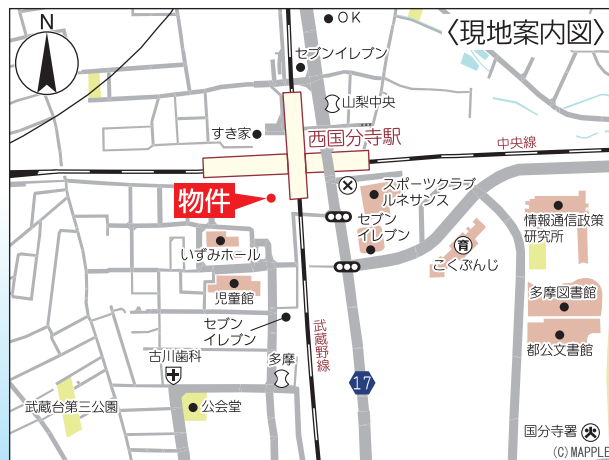 〈現地案内図〉
N
OK
セブンイレブン
山梨中央
すき家
西国分寺駅
中央線
物件
スポーツクラブ
ルネサンス
セブン
イレブン
情報通信政策
研究所
いずみホール
育
こくぶんじ
児童館
多摩図書館
セブン
イレブン
武蔵野線
都公文書館
古川歯科
多摩
17
武蔵台第三公園
公会堂
国分寺署
火
(C)MAPPLE